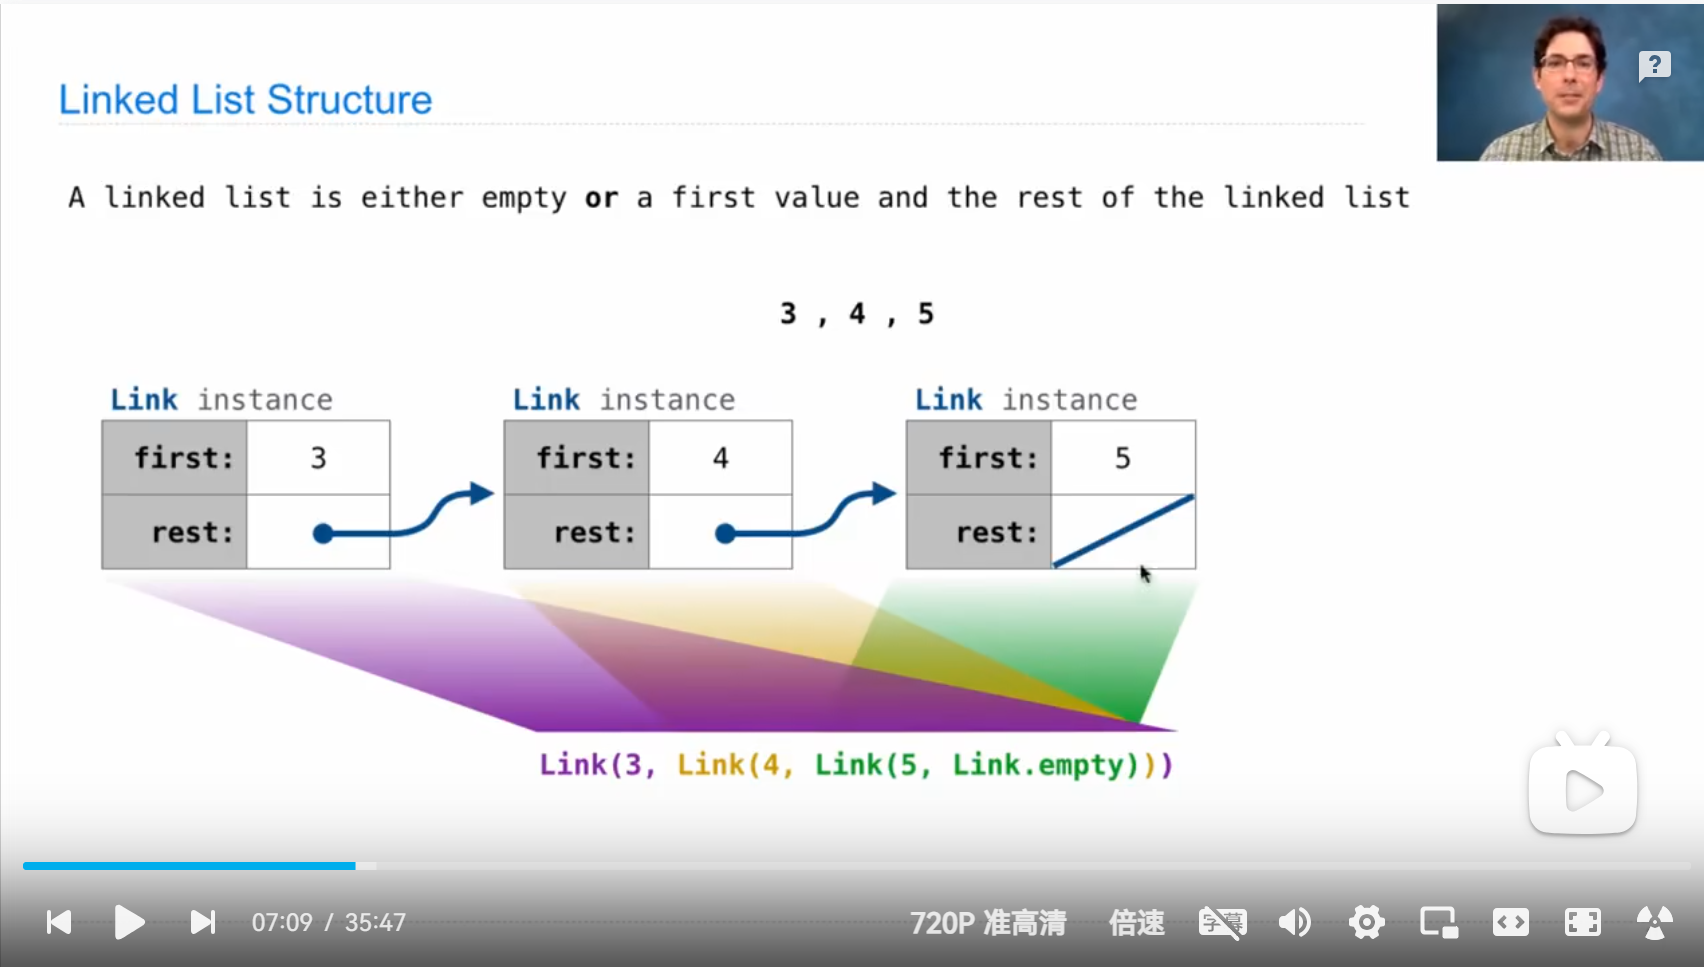 Linked List Structure
A linked list is either empty or a first value and the rest of the linked list
3 , 4 , 5
Link instance Link instance Link instance
first: 3 first: 4 first: 5
rest: rest: rest:
Link(3, Link(4, Link(5, Link.empty)))
07:09 / 35:47 720P 准高清 倍速 字幕